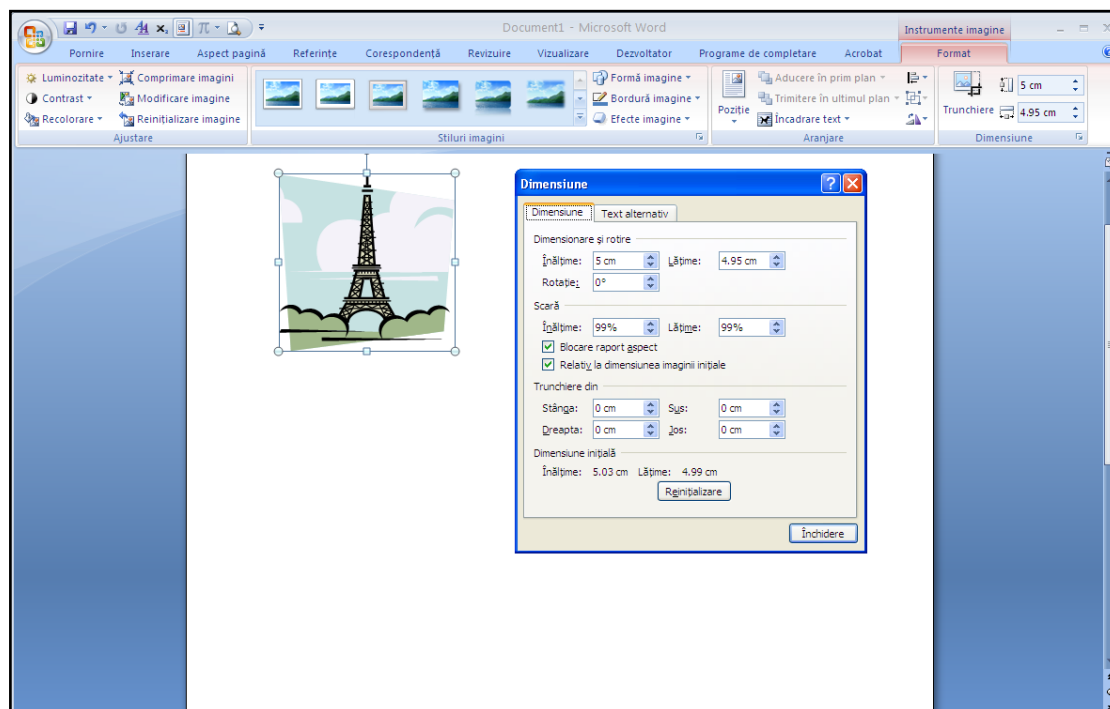 Document1 - Microsoft Word
Instrumente imagine
Pornire Inserare Aspect pagină Referințe Corespondență Revizuire Vizualizare Dezvoltator Programe de completare Acrobat Format
Luminozitate Comprimare imagini Formă imagine Aducere în prim plan 5 cm
Contrast Modificare imagine Bordură imagine Poziție Trimitere în ultimul plan Trunchiere
Recolorare Reinițializare imagine Efecte imagine Încadrare text 4.95 cm
Ajustare Stiluri imagini Aranjare Dimensiune
Dimensiune
Dimensiune Text alternativ
Dimensionare și rotire
Înălțime: 5 cm Lățime: 4.95 cm
Rotație: 0°
Scară
Înălțime: 99% Lățime: 99%
Blocare raport aspect
Relativ la dimensiunea imaginii inițiale
Trunchiere din
Stânga: 0 cm Sus: 0 cm
Dreapta: 0 cm Jos: 0 cm
Dimensiune inițială
Înălțime: 5.03 cm Lățime: 4.99 cm
Reinițializare
Închidere